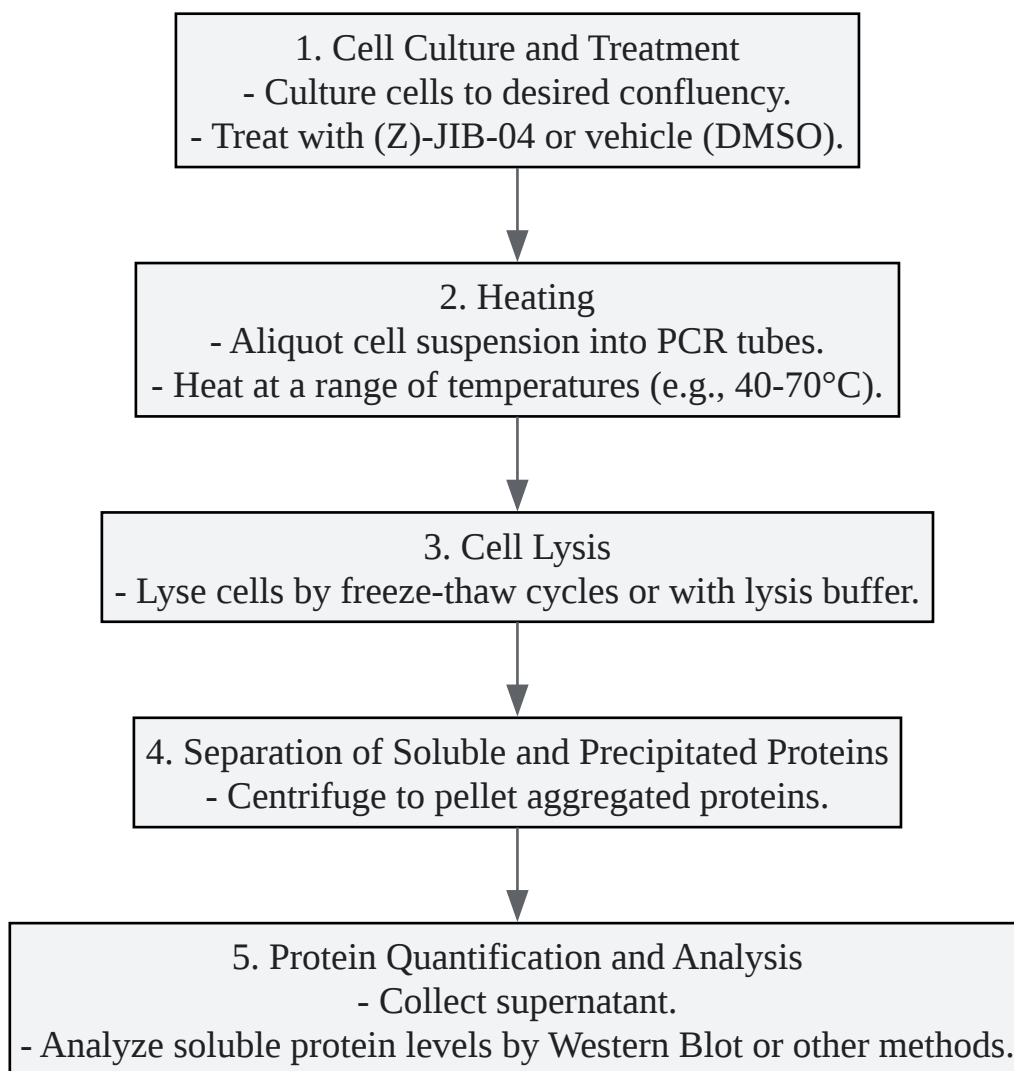 1. Cell Culture and Treatment
- Culture cells to desired confluency.
- Treat with (Z)-JIB-04 or vehicle (DMSO).
2. Heating
- Aliquot cell suspension into PCR tubes.
- Heat at a range of temperatures (e.g., 40-70°C).
3. Cell Lysis
- Lyse cells by freeze-thaw cycles or with lysis buffer.
4. Separation of Soluble and Precipitated Proteins
- Centrifuge to pellet aggregated proteins.
5. Protein Quantification and Analysis
- Collect supernatant.
- Analyze soluble protein levels by Western Blot or other methods.